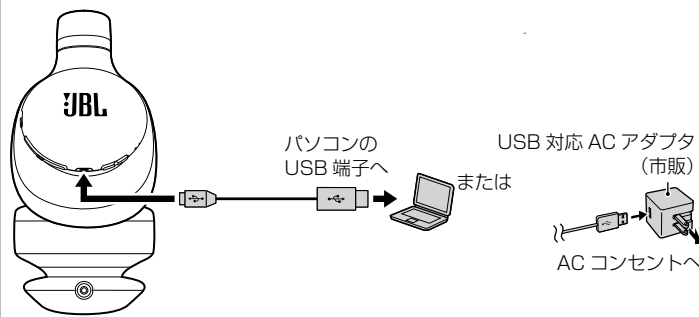 JBL
パソコンの
USB 端子へ
または
USB 対応 AC アダプタ
（市販）
AC コンセントへ